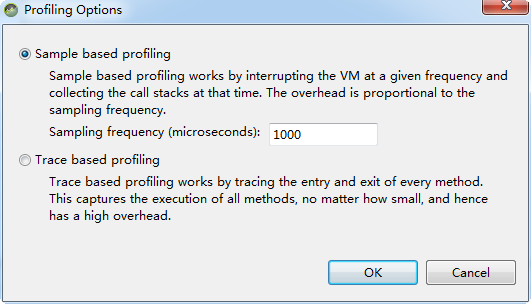 Profiling Options
Sample based profiling
Sample based profiling works by interrupting the VM at a given frequency and
collecting the call stacks at that time. The overhead is proportional to the
sampling frequency.
Sampling frequency (microseconds): 1000
Trace based profiling
Trace based profiling works by tracing the entry and exit of every method.
This captures the execution of all methods, no matter how small, and hence
has a high overhead.
OK Cancel